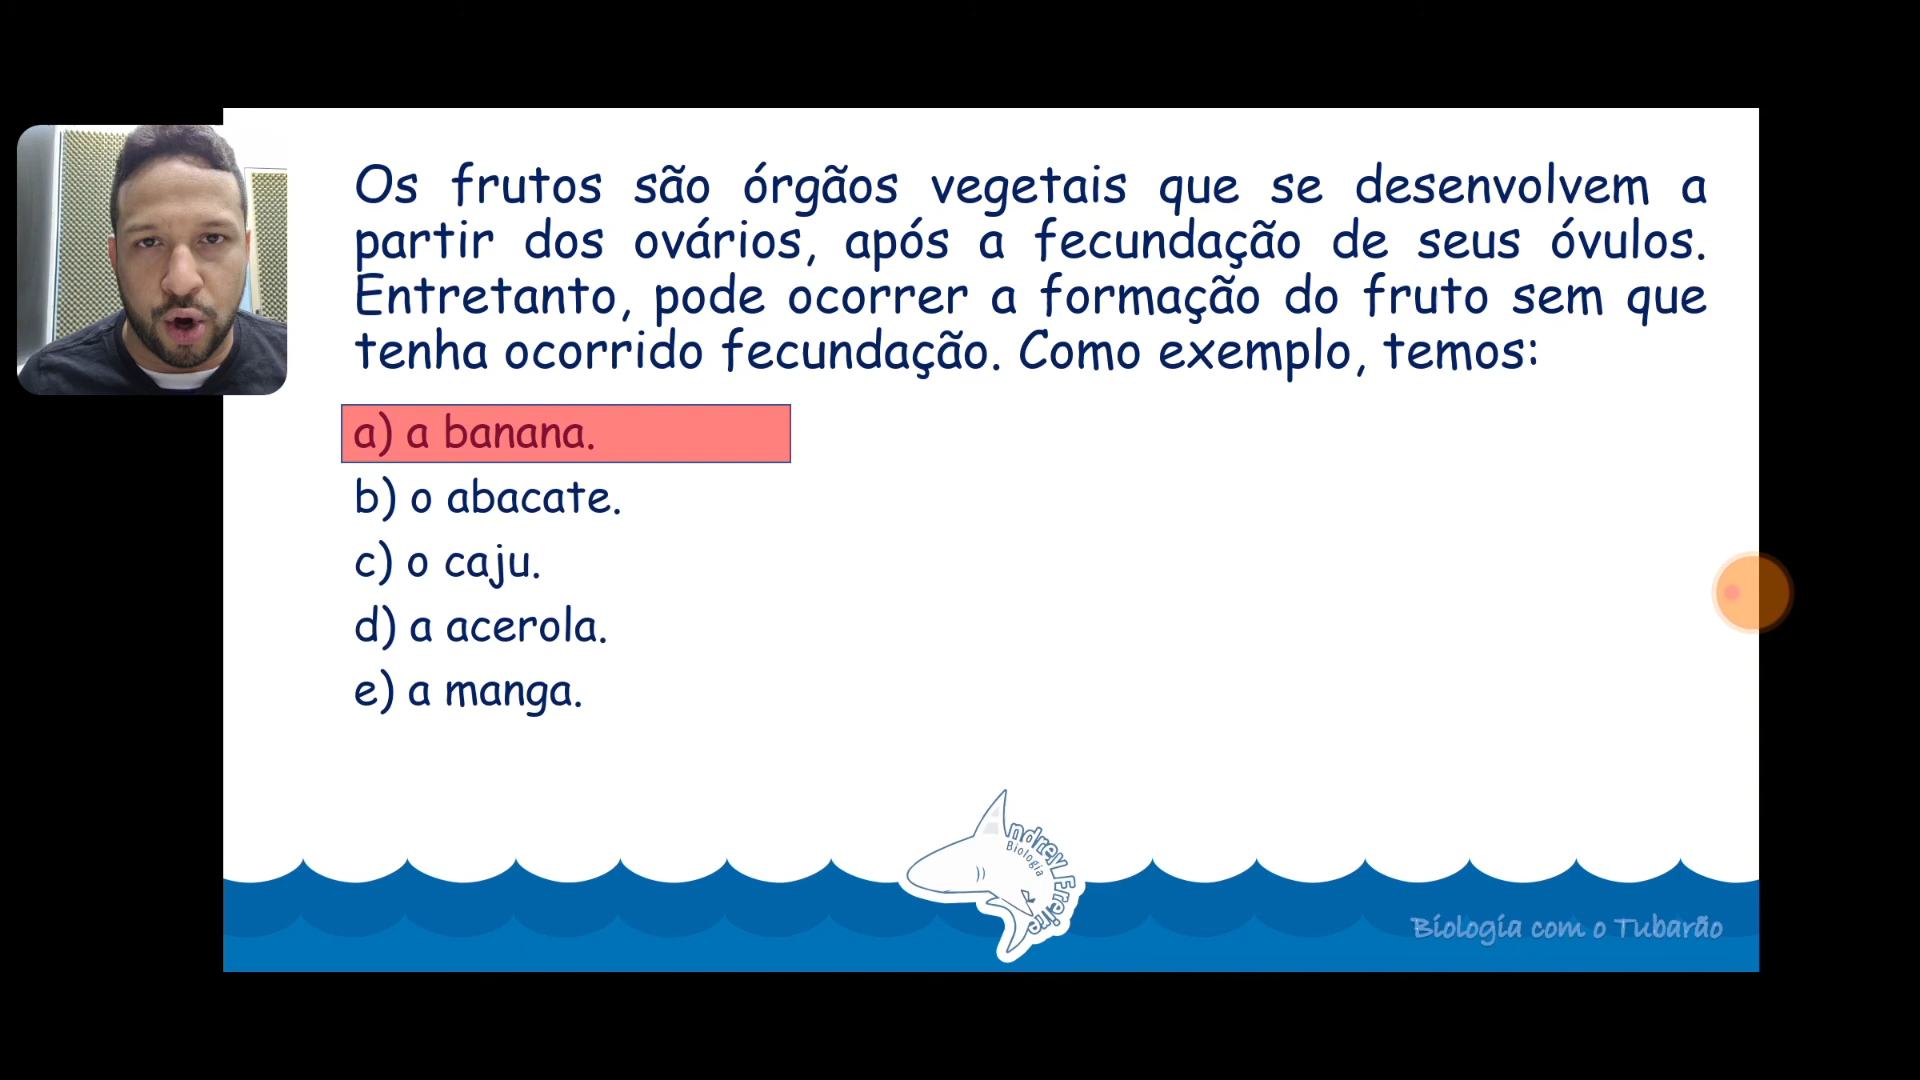 Os frutos são órgãos vegetais que se desenvolvem a
partir dos ovários, após a fecundação de seus óvulos.
Entretanto, pode ocorrer a formação do fruto sem que
tenha ocorrido fecundação. Como exemplo, temos:
a) a banana.
b) o abacate.
c) o caju.
d) a acerola.
e) a manga.
ndrey Freire
Biologia
Biologia com o Tubarão